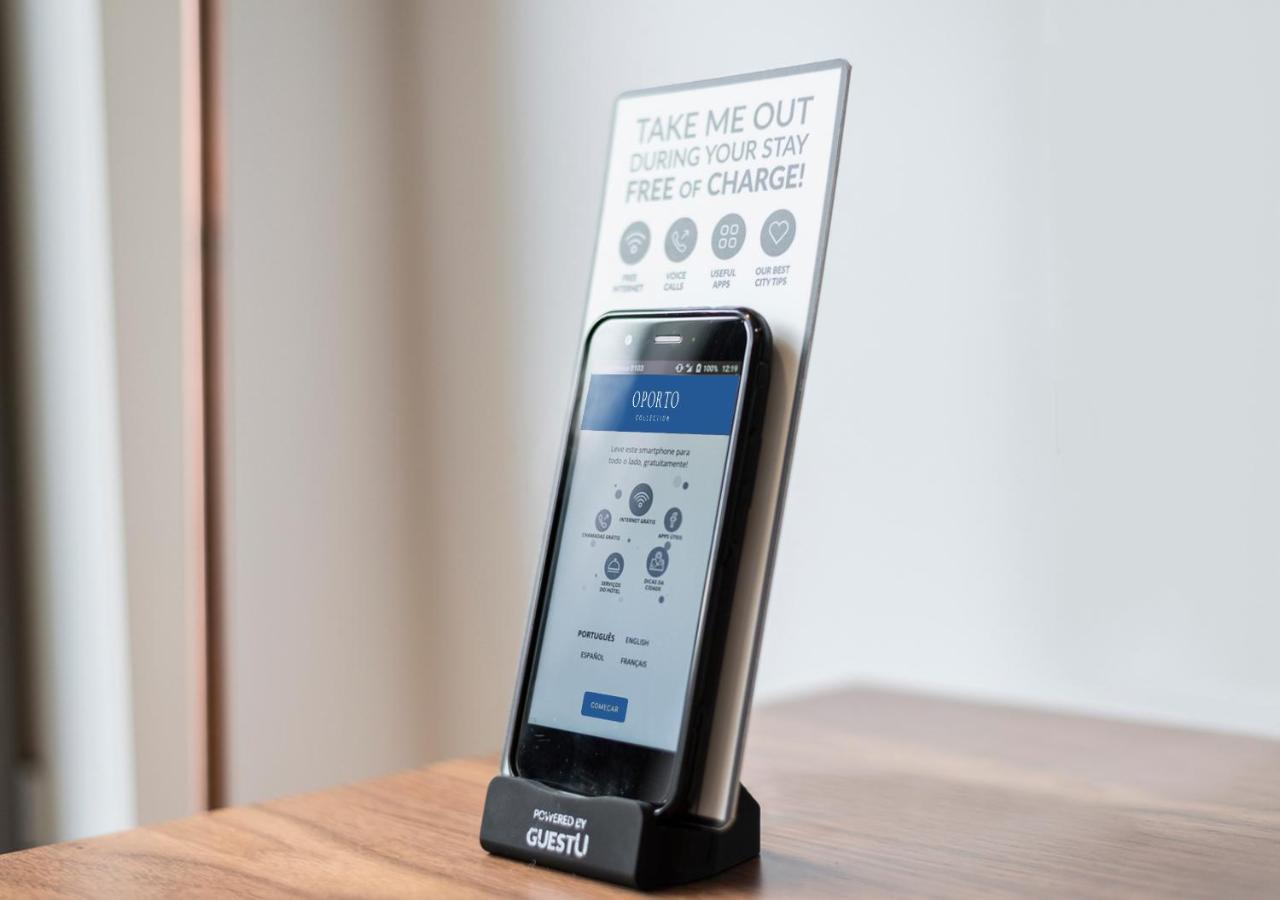 TAKE ME OUT
DURING YOUR STAY
FREE OF CHARGE!
FREE
INTERNET
VOICE
CALLS
USEFUL
APPS
OUR BEST
CITY TIPS
100% 12:19
OPORTO
COLLECTION
Leve este smartphone para
todo o lado, gratuitamente!
INTERNET GRÁTIS
CHAMADAS GRÁTIS
APPS ÚTEIS
SERVIÇOS
DO HOTEL
DICAS DA
CIDADE
PORTUGUÊS ENGLISH
ESPAÑOL FRANÇAIS
COMEÇAR
POWERED BY
GUESTU